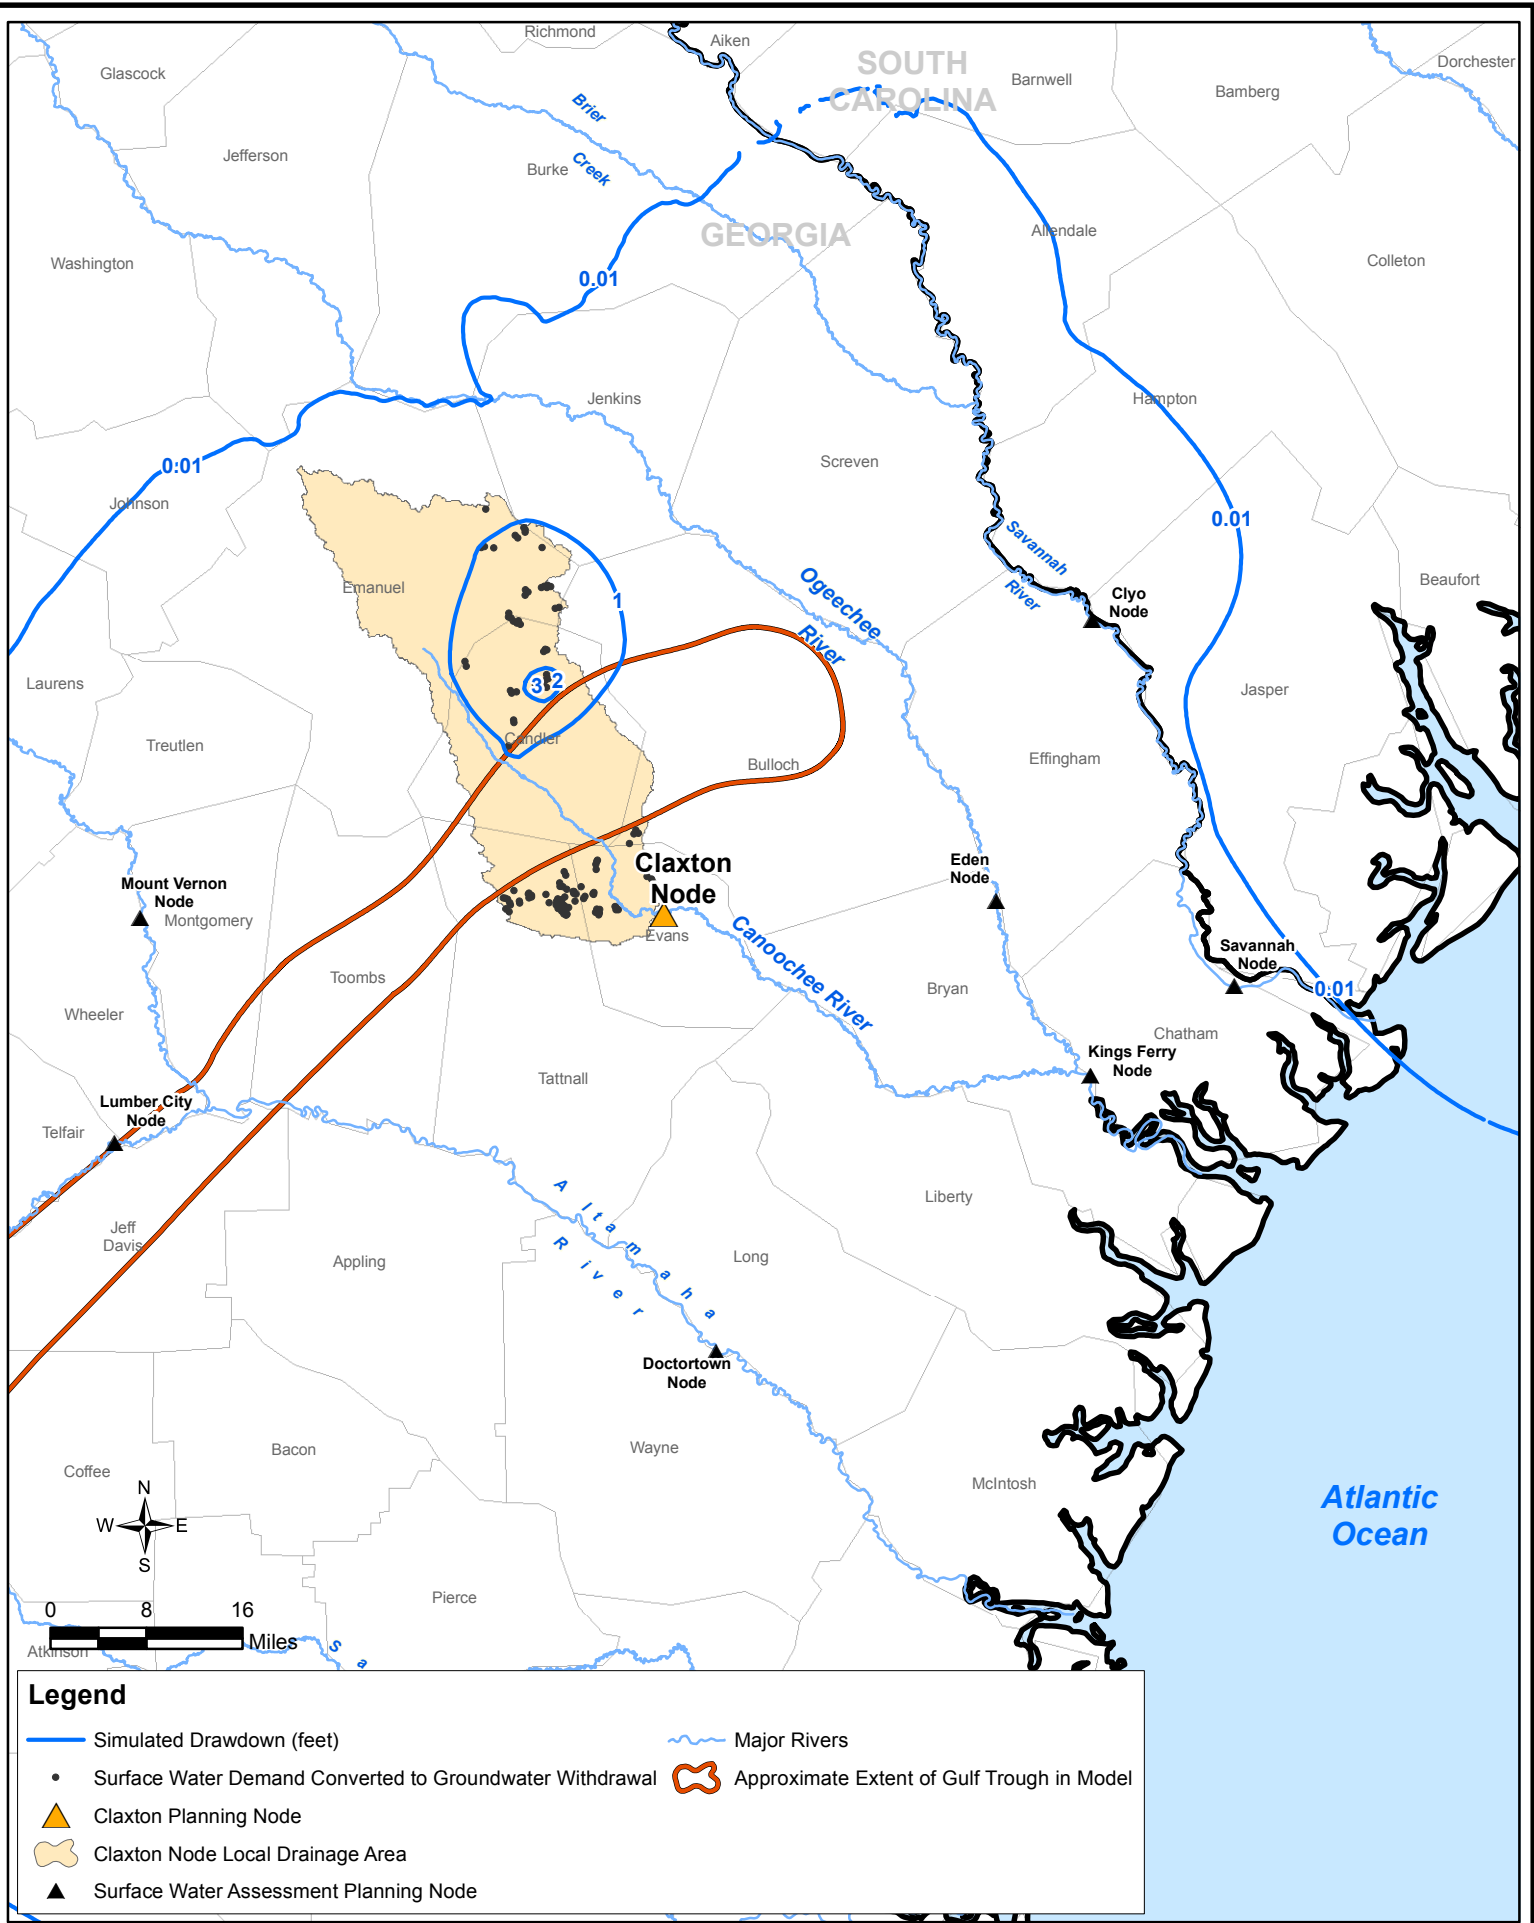 Richmond
Aiken
SOUTH
CAROLINA
Barnwell
Dorchester
Glascock
Bamberg
Brier
Creek
Jefferson
Burke
GEORGIA
Allendale
Washington
Colleton
0.01
Jenkins
Hampton
0.01
Screven
Johnson
0.01
Savannah
River
Emanuel
Ogeechee
River
1
Clyo
Node
Beaufort
Laurens
3
2
Jasper
Treutlen
Candler
Bulloch
Effingham
Claxton
Node
Eden
Node
Mount Vernon
Node
Montgomery
Evans
Canoochee River
Savannah
Node
0.01
Toombs
Bryan
Wheeler
Chatham
Kings Ferry
Node
Tattnall
Lumber City
Node
Telfair
Altamaha
River
Liberty
Jeff
Davis
Appling
Long
Doctortown
Node
Bacon
Wayne
Coffee
McIntosh
Atlantic
Ocean
N
W
E
S
Pierce
0
8
16
Miles
Atkinson
S a
Legend
Simulated Drawdown (feet)
Major Rivers
Surface Water Demand Converted to Groundwater Withdrawal
Approximate Extent of Gulf Trough in Model
Claxton Planning Node
Claxton Node Local Drainage Area
Surface Water Assessment Planning Node